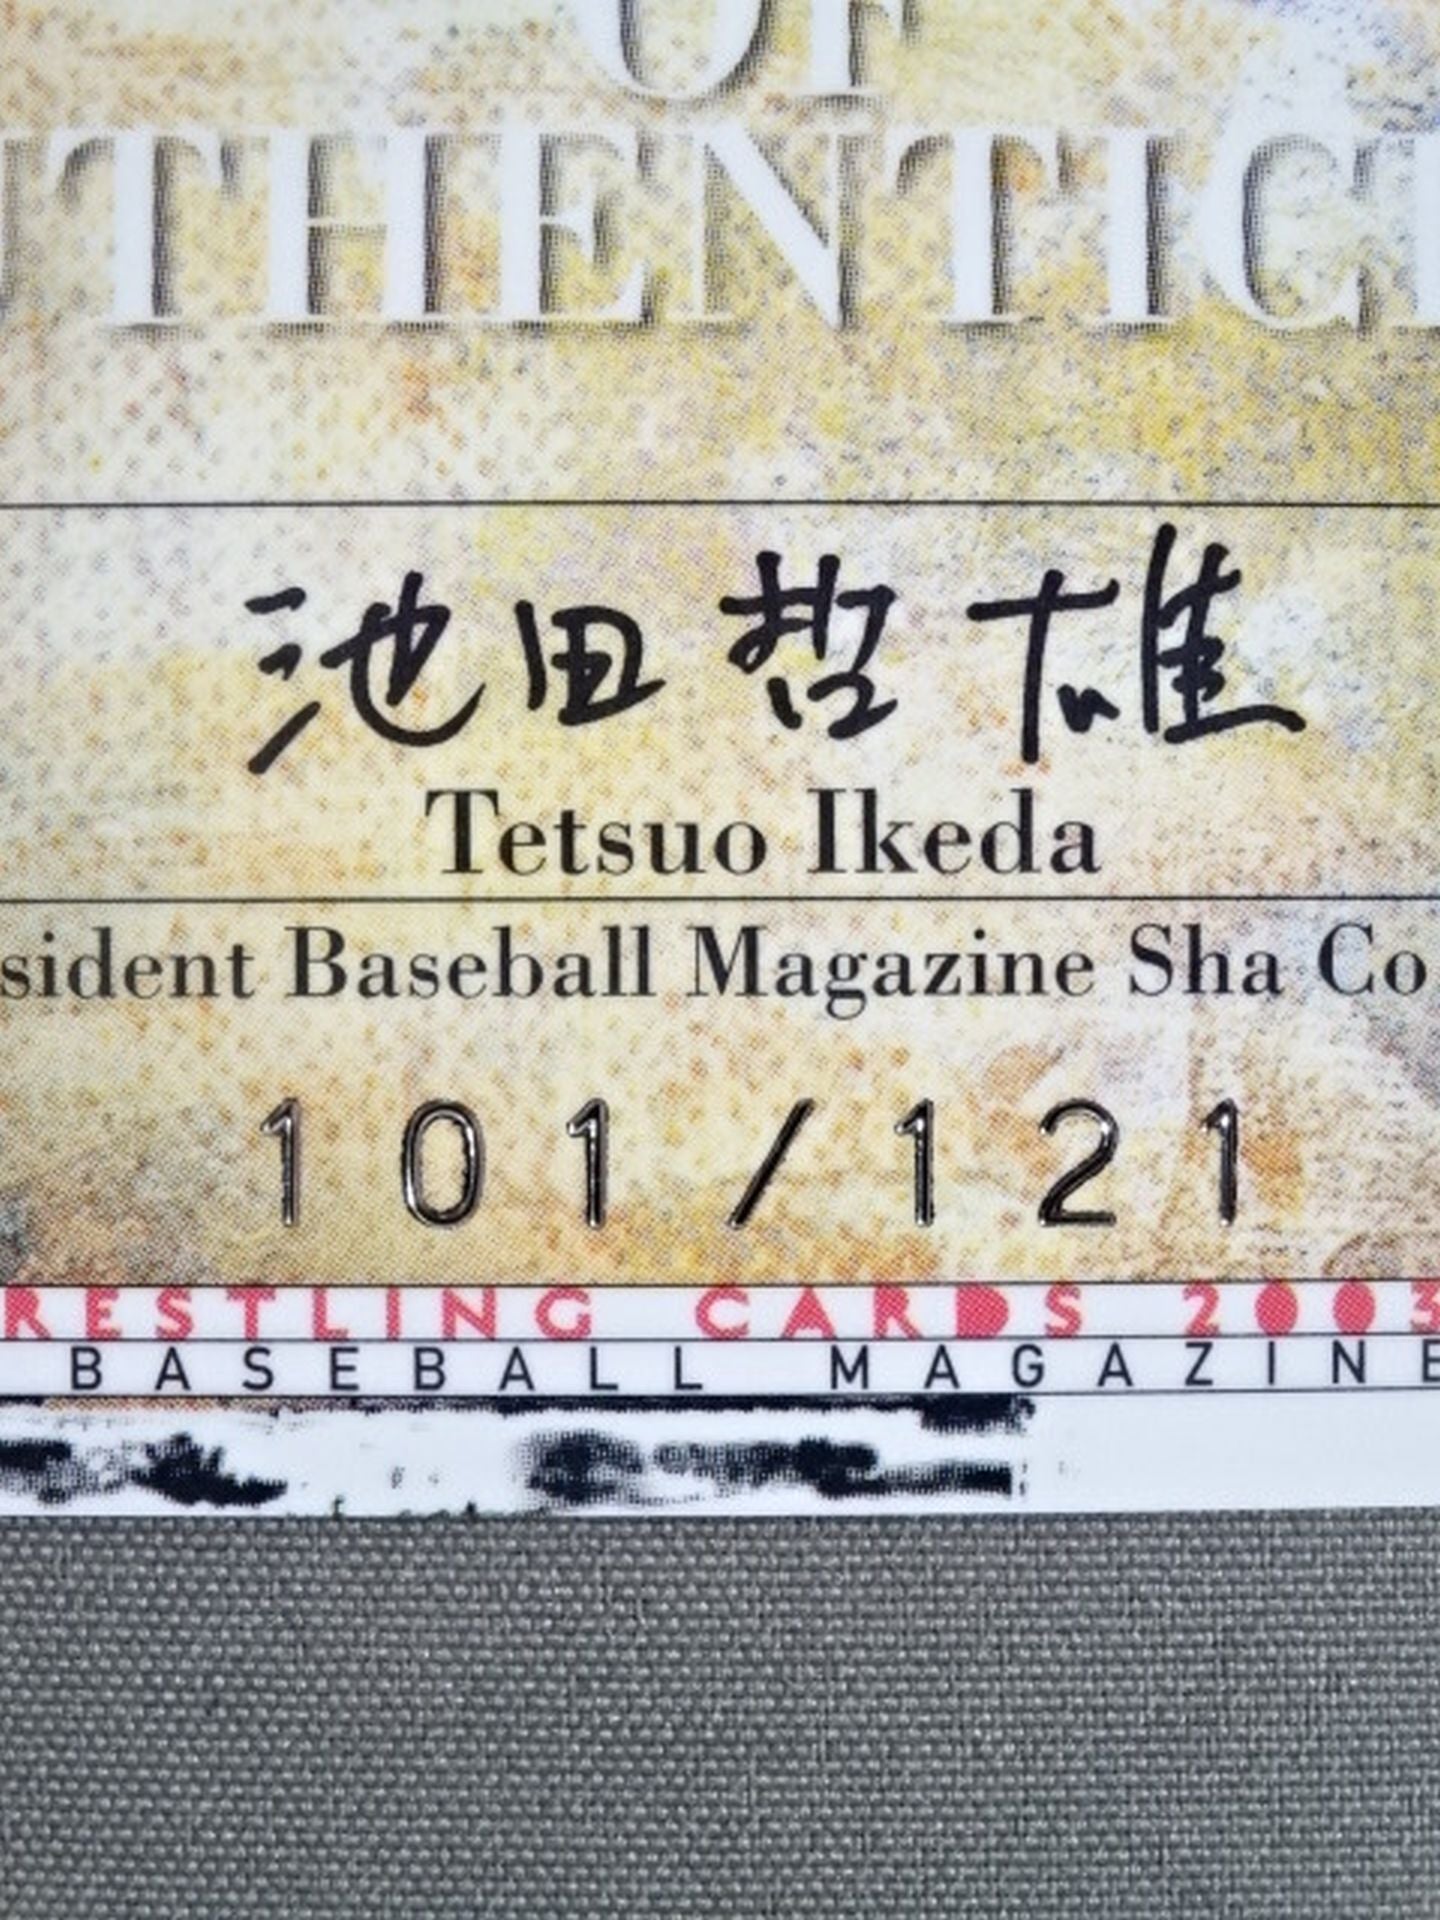 OF
THENTIC
池田哲雄
Tetsuo Ikeda
sident Baseball Magazine Sha Co
101/121
RESTLING CARDS 2003
BASEBALL MAGAZINE